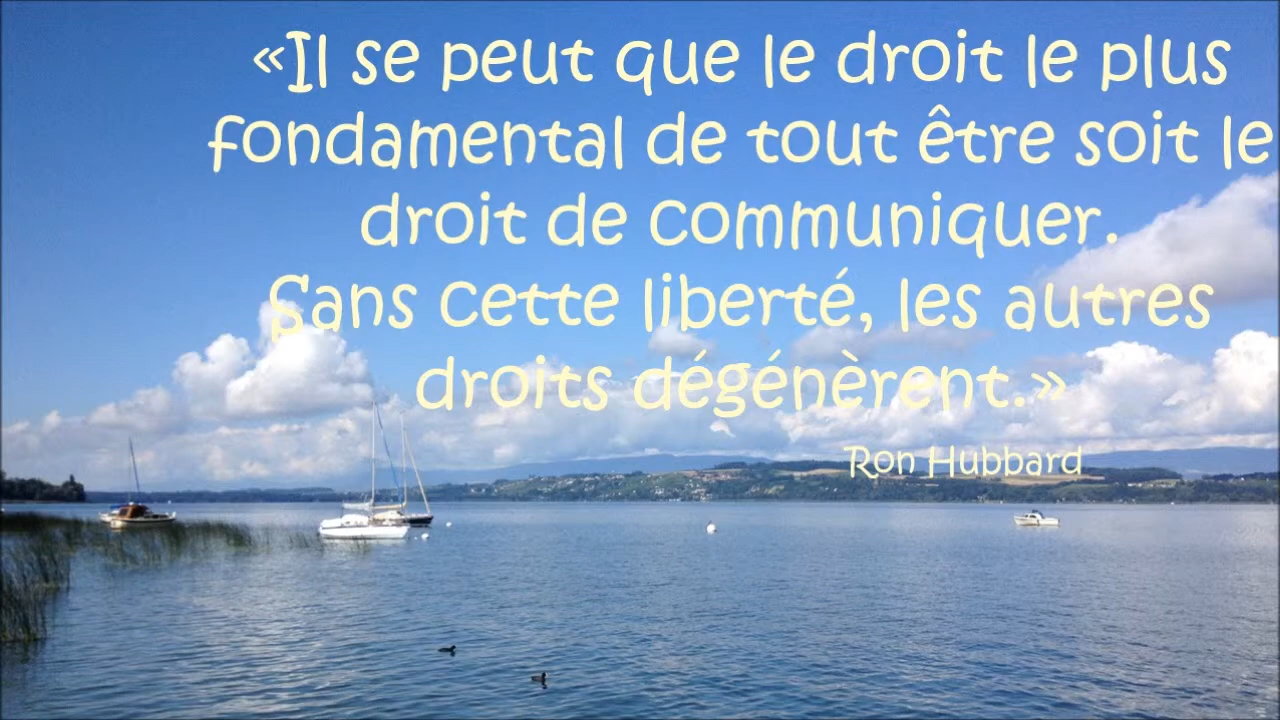 «Il se peut que le droit le plus
fondamental de tout être soit le
droit de communiquer.
Sans cette liberté, les autres
droits dégénèrent.»
Ron Hubbard